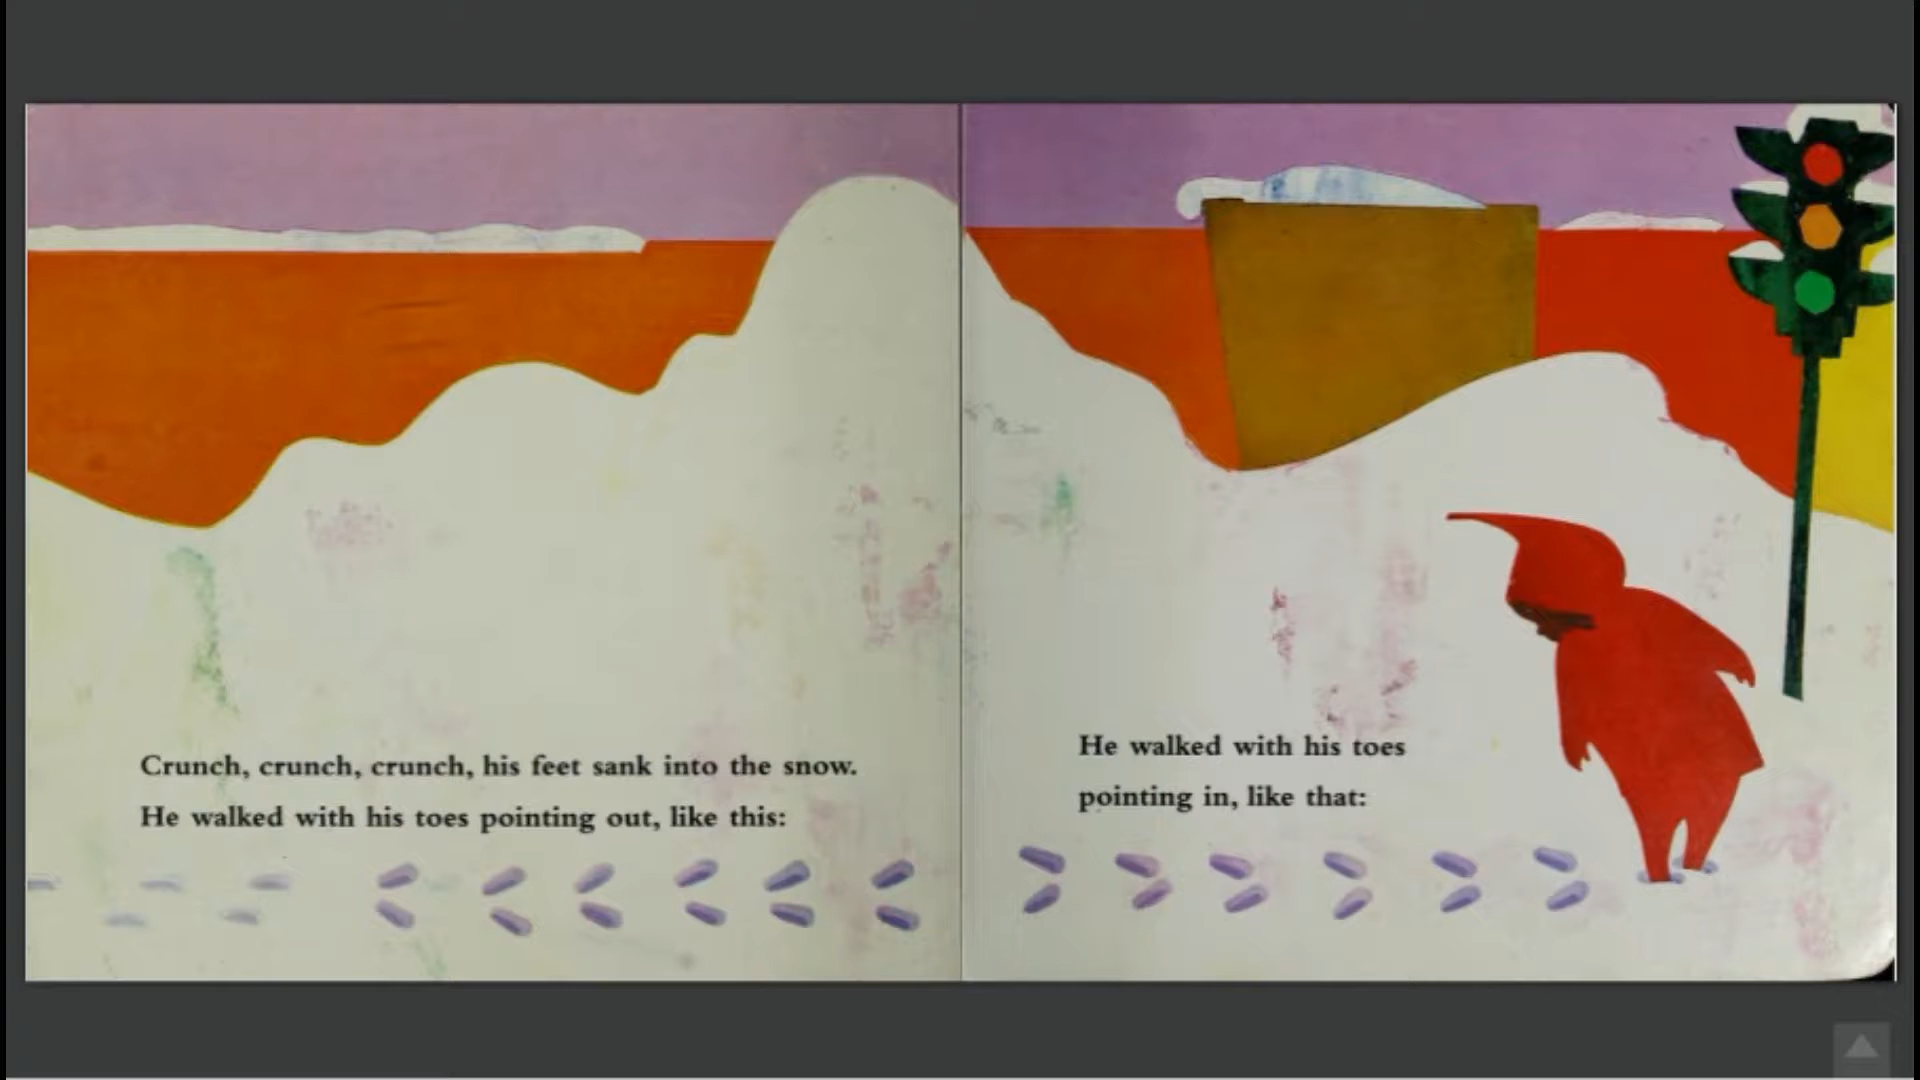 Crunch, crunch, crunch, his feet sank into the snow.
He walked with his toes pointing out, like this:
He walked with his toes
pointing in, like that: